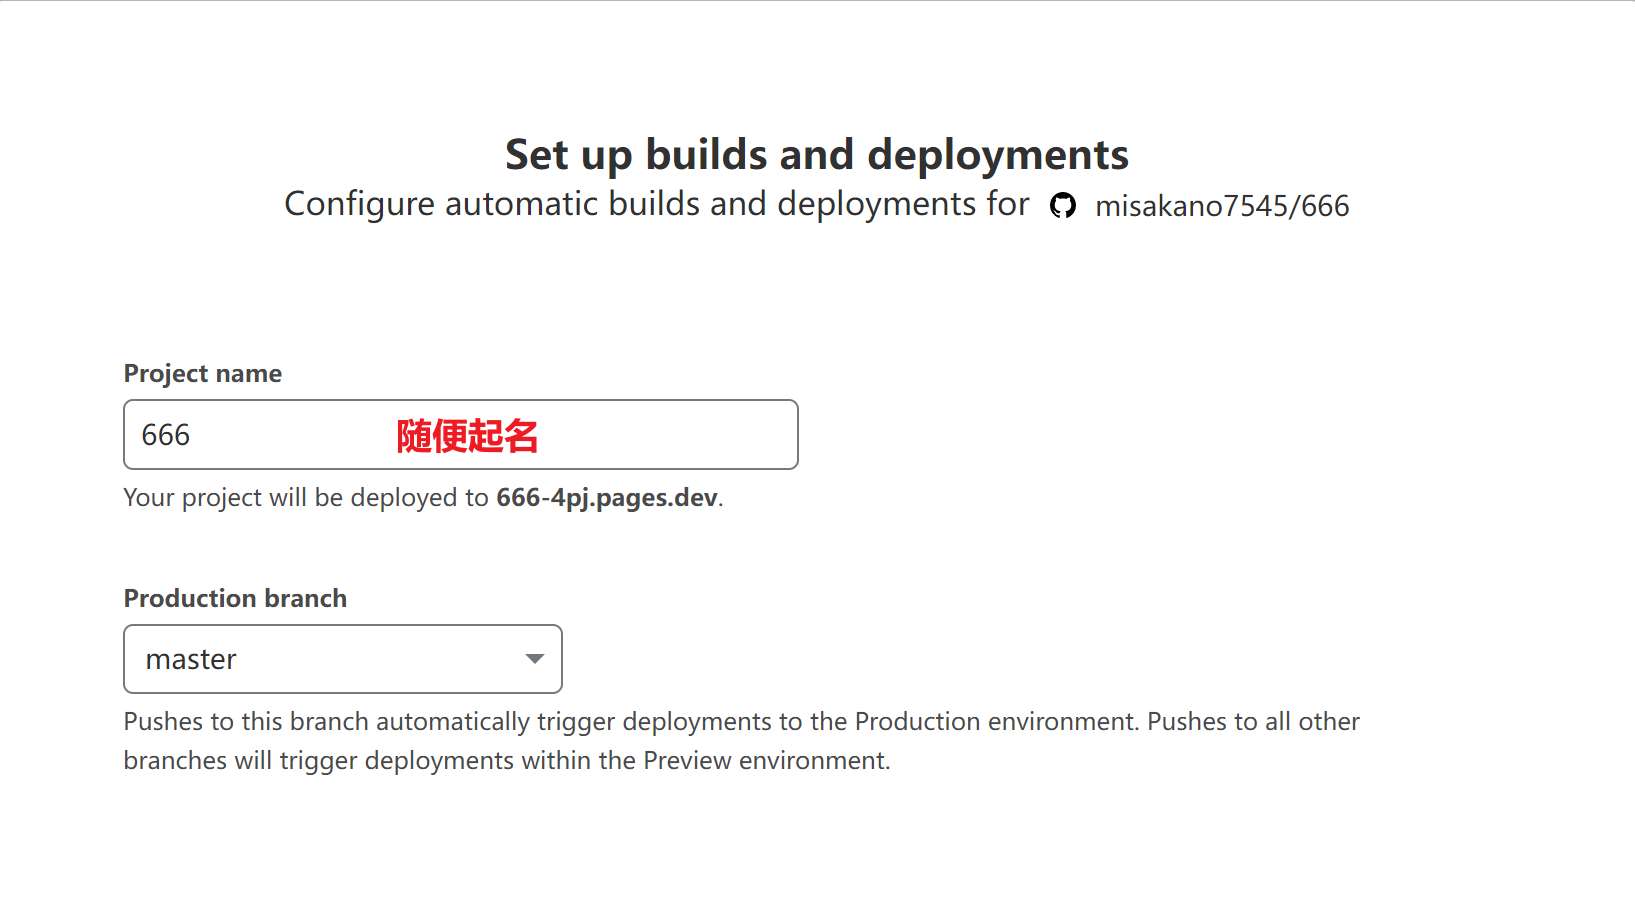 Set up builds and deployments
Configure automatic builds and deployments for misakano7545/666
Project name
666 随便起名
Your project will be deployed to 666-4pj.pages.dev.
Production branch
master
Pushes to this branch automatically trigger deployments to the Production environment. Pushes to all other
branches will trigger deployments within the Preview environment.